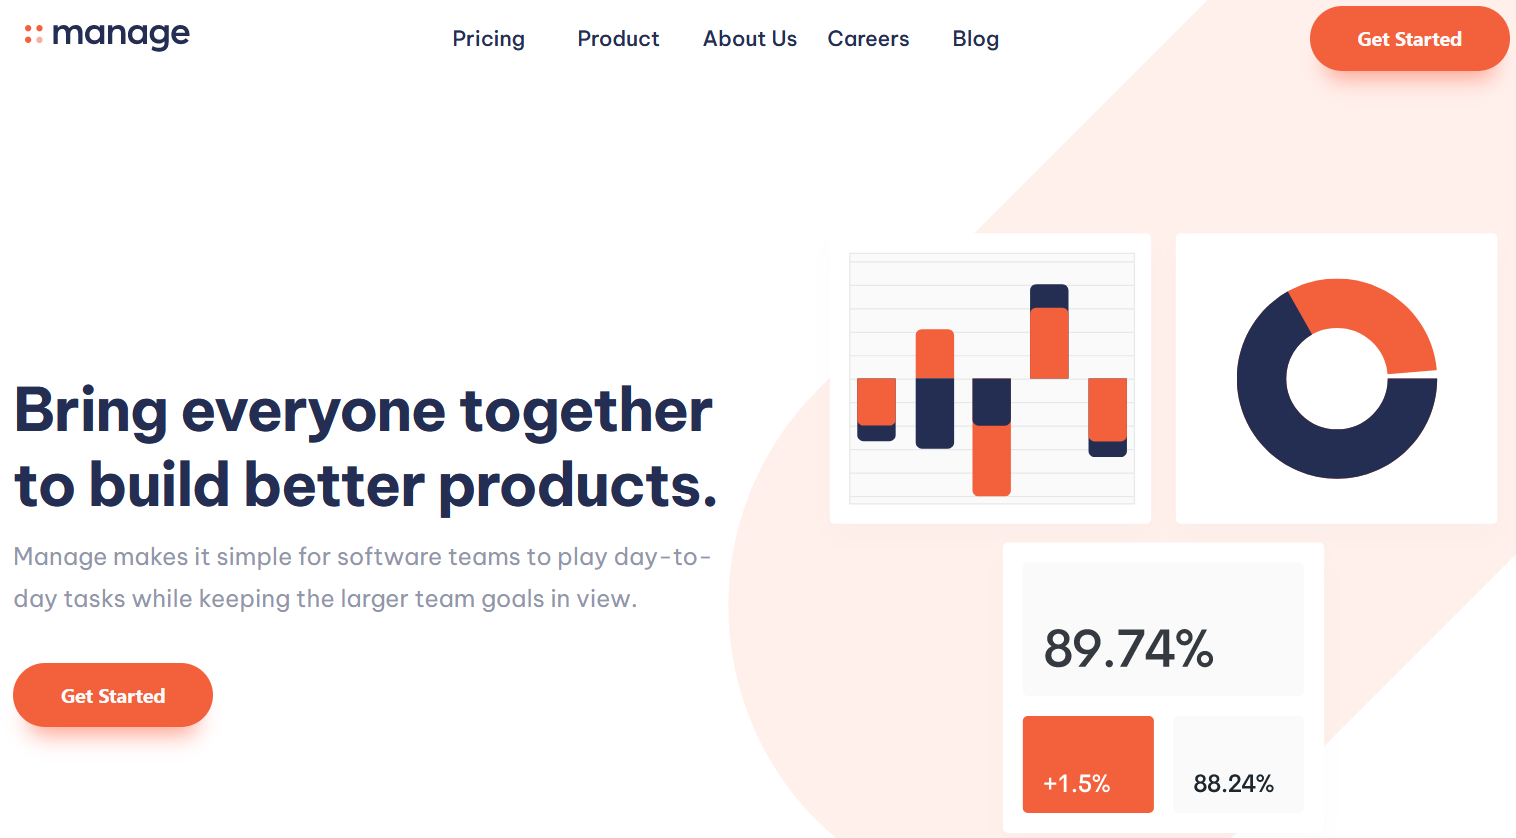 manage
Pricing
Product
About Us
Careers
Blog
Get Started
Bring everyone together
to build better products.
Manage makes it simple for software teams to play day-to-
day tasks while keeping the larger team goals in view.
Get Started
89.74%
+1.5%
88.24%